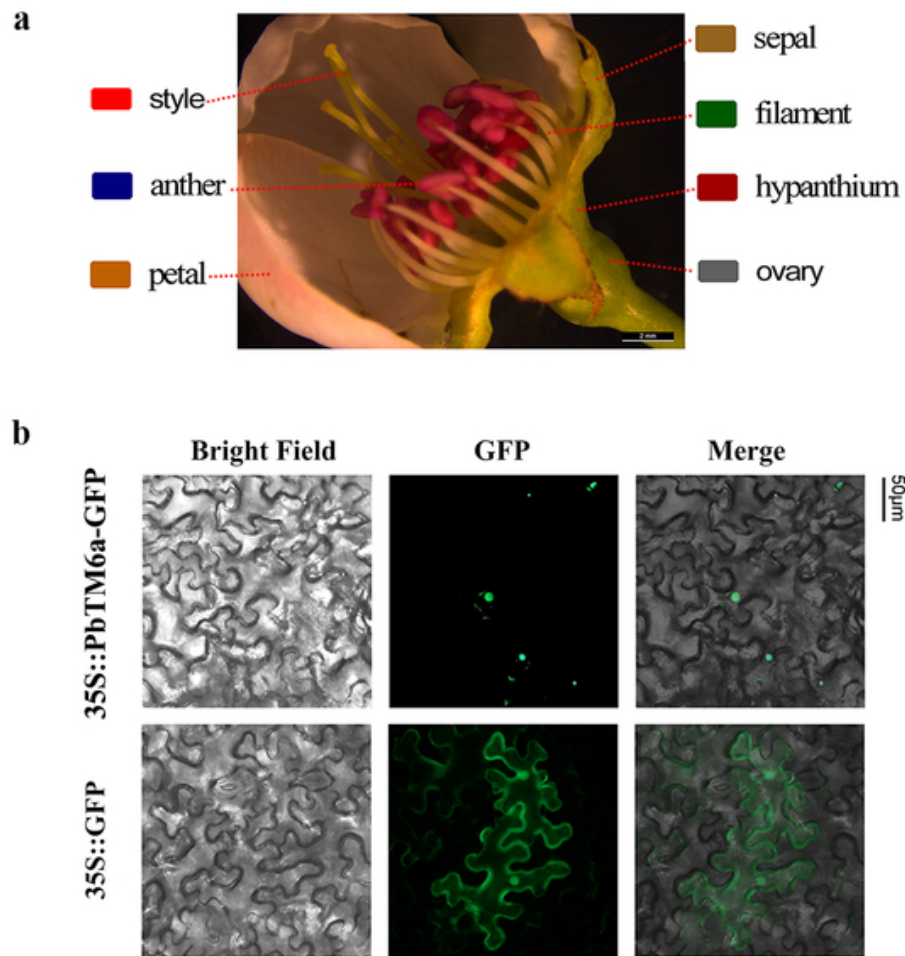 a
style
anther
petal
sepal
filament
hypanthium
ovary
2 mm
b
Bright Field
GFP
Merge
35S::PbTM6a-GFP
50μm
35S::GFP